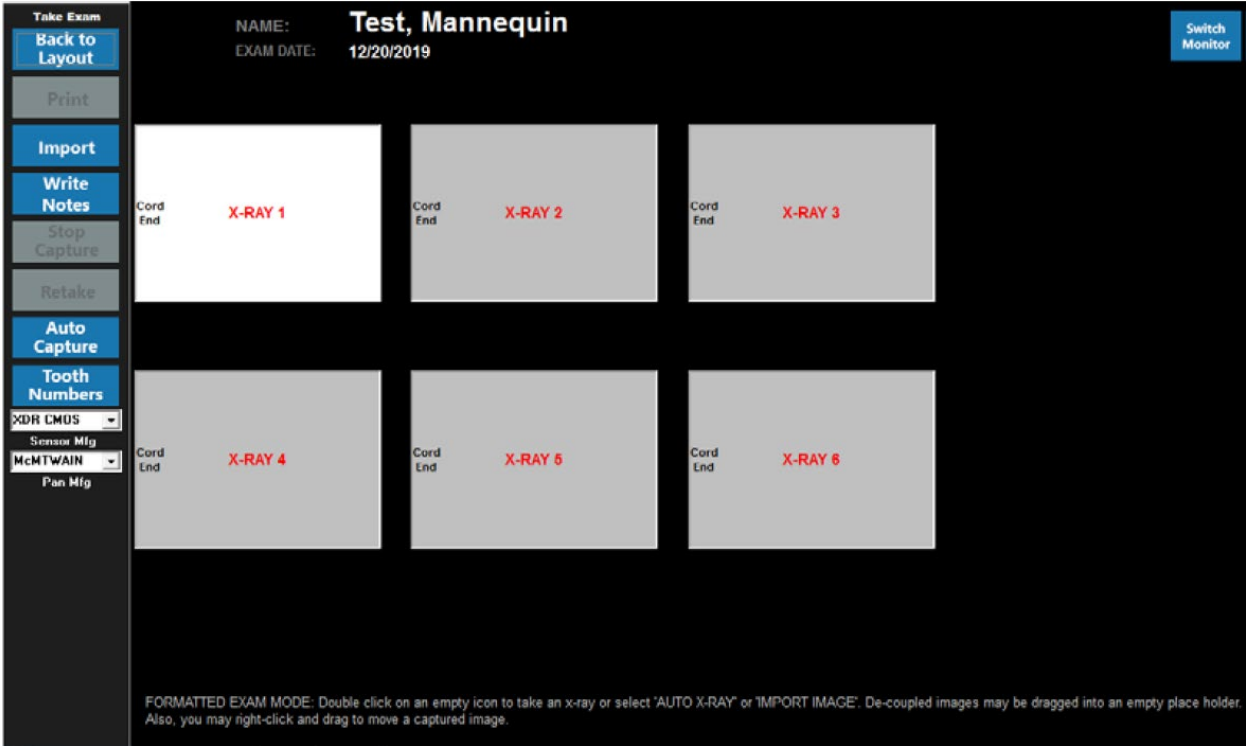 Take Exam
Back to
Layout
Print
Import
Write
Notes
Stop
Capture
Retake
Auto
Capture
Tooth
Numbers
XDR CMOS
Sensor Mfg
McMTWAIN
Pan Mfg
NAME: Test, Mannequin
EXAM DATE: 12/20/2019
Switch
Monitor
Cord
End
X-RAY 1
Cord
End
X-RAY 2
Cord
End
X-RAY 3
Cord
End
X-RAY 4
Cord
End
X-RAY 5
Cord
End
X-RAY 6
FORMATTED EXAM MODE: Double click on an empty icon to take an x-ray or select 'AUTO X-RAY' or 'IMPORT IMAGE'. De-coupled images may be dragged into an empty place holder.
Also, you may right-click and drag to move a captured image.